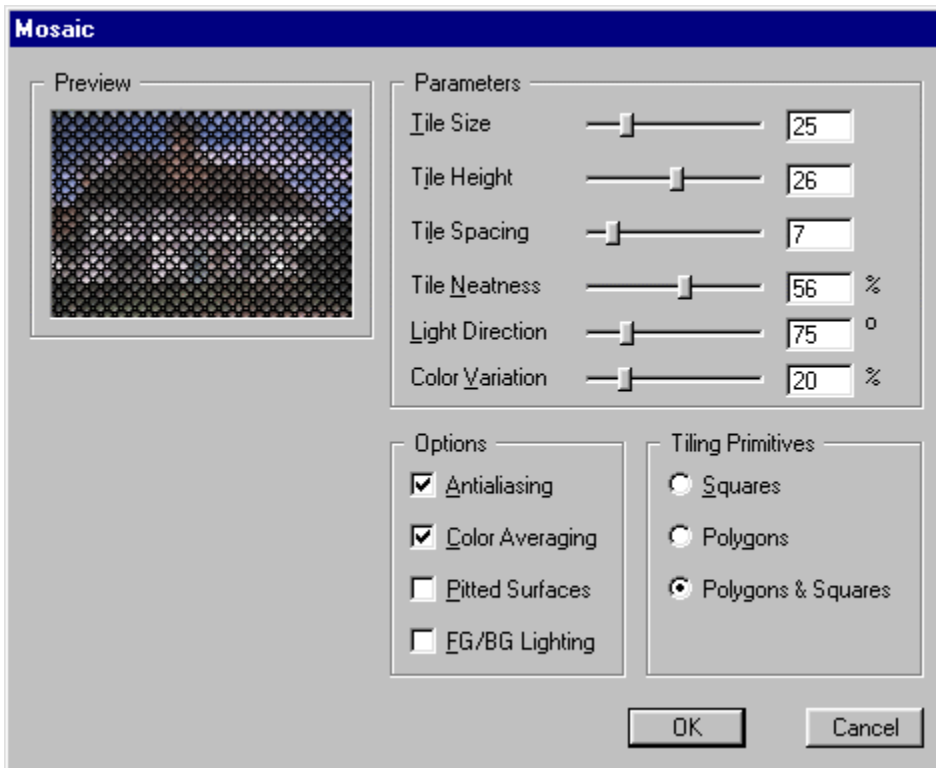 Mosaic
Preview
Parameters
Tile Size 25
Tile Height 26
Tile Spacing 7
Tile Neatness 56 %
Light Direction 75 º
Color Variation 20 %
Options
Antialiasing
Color Averaging
Pitted Surfaces
FG/BG Lighting
Tiling Primitives
Squares
Polygons
Polygons & Squares
OK
Cancel